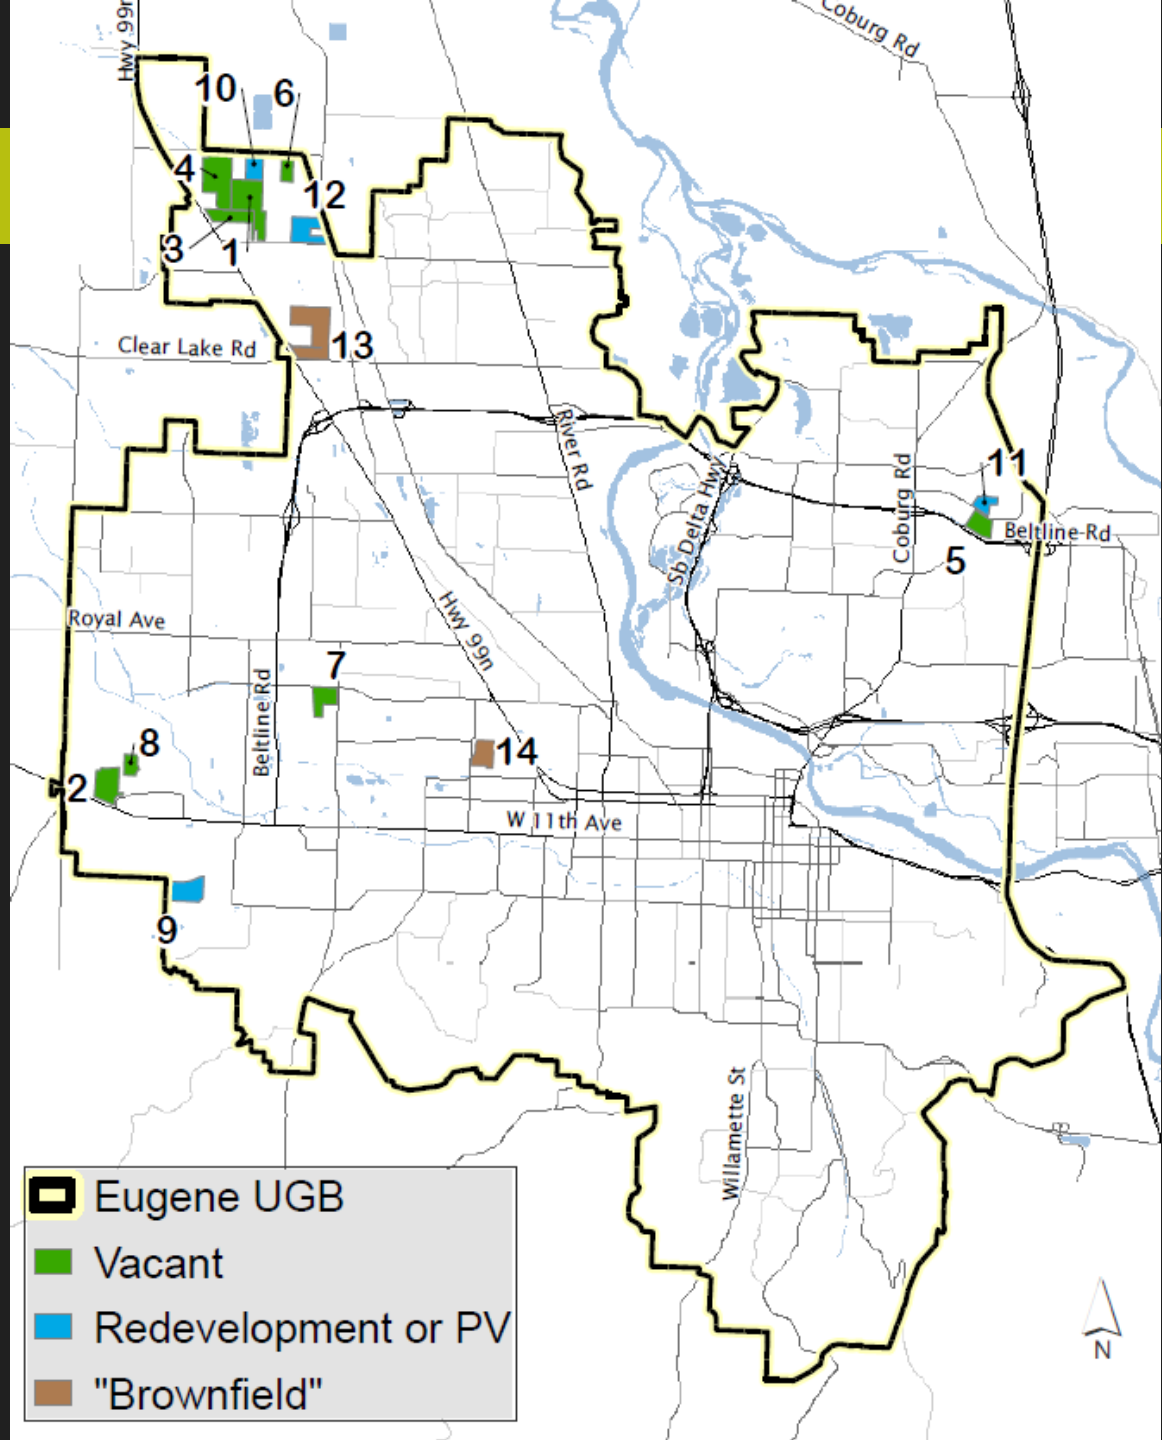 Hwy 99n
Coburg Rd
10
6
4
12
3
1
Clear Lake Rd
13
River Rd
Sb Delta Hwy
Coburg Rd
11
Beltline Rd
5
Hwy 99n
Royal Ave
7
Beltline Rd
8
14
2
W 11th Ave
9
Willamette St
Eugene UGB
Vacant
Redevelopment or PV
"Brownfield"
N